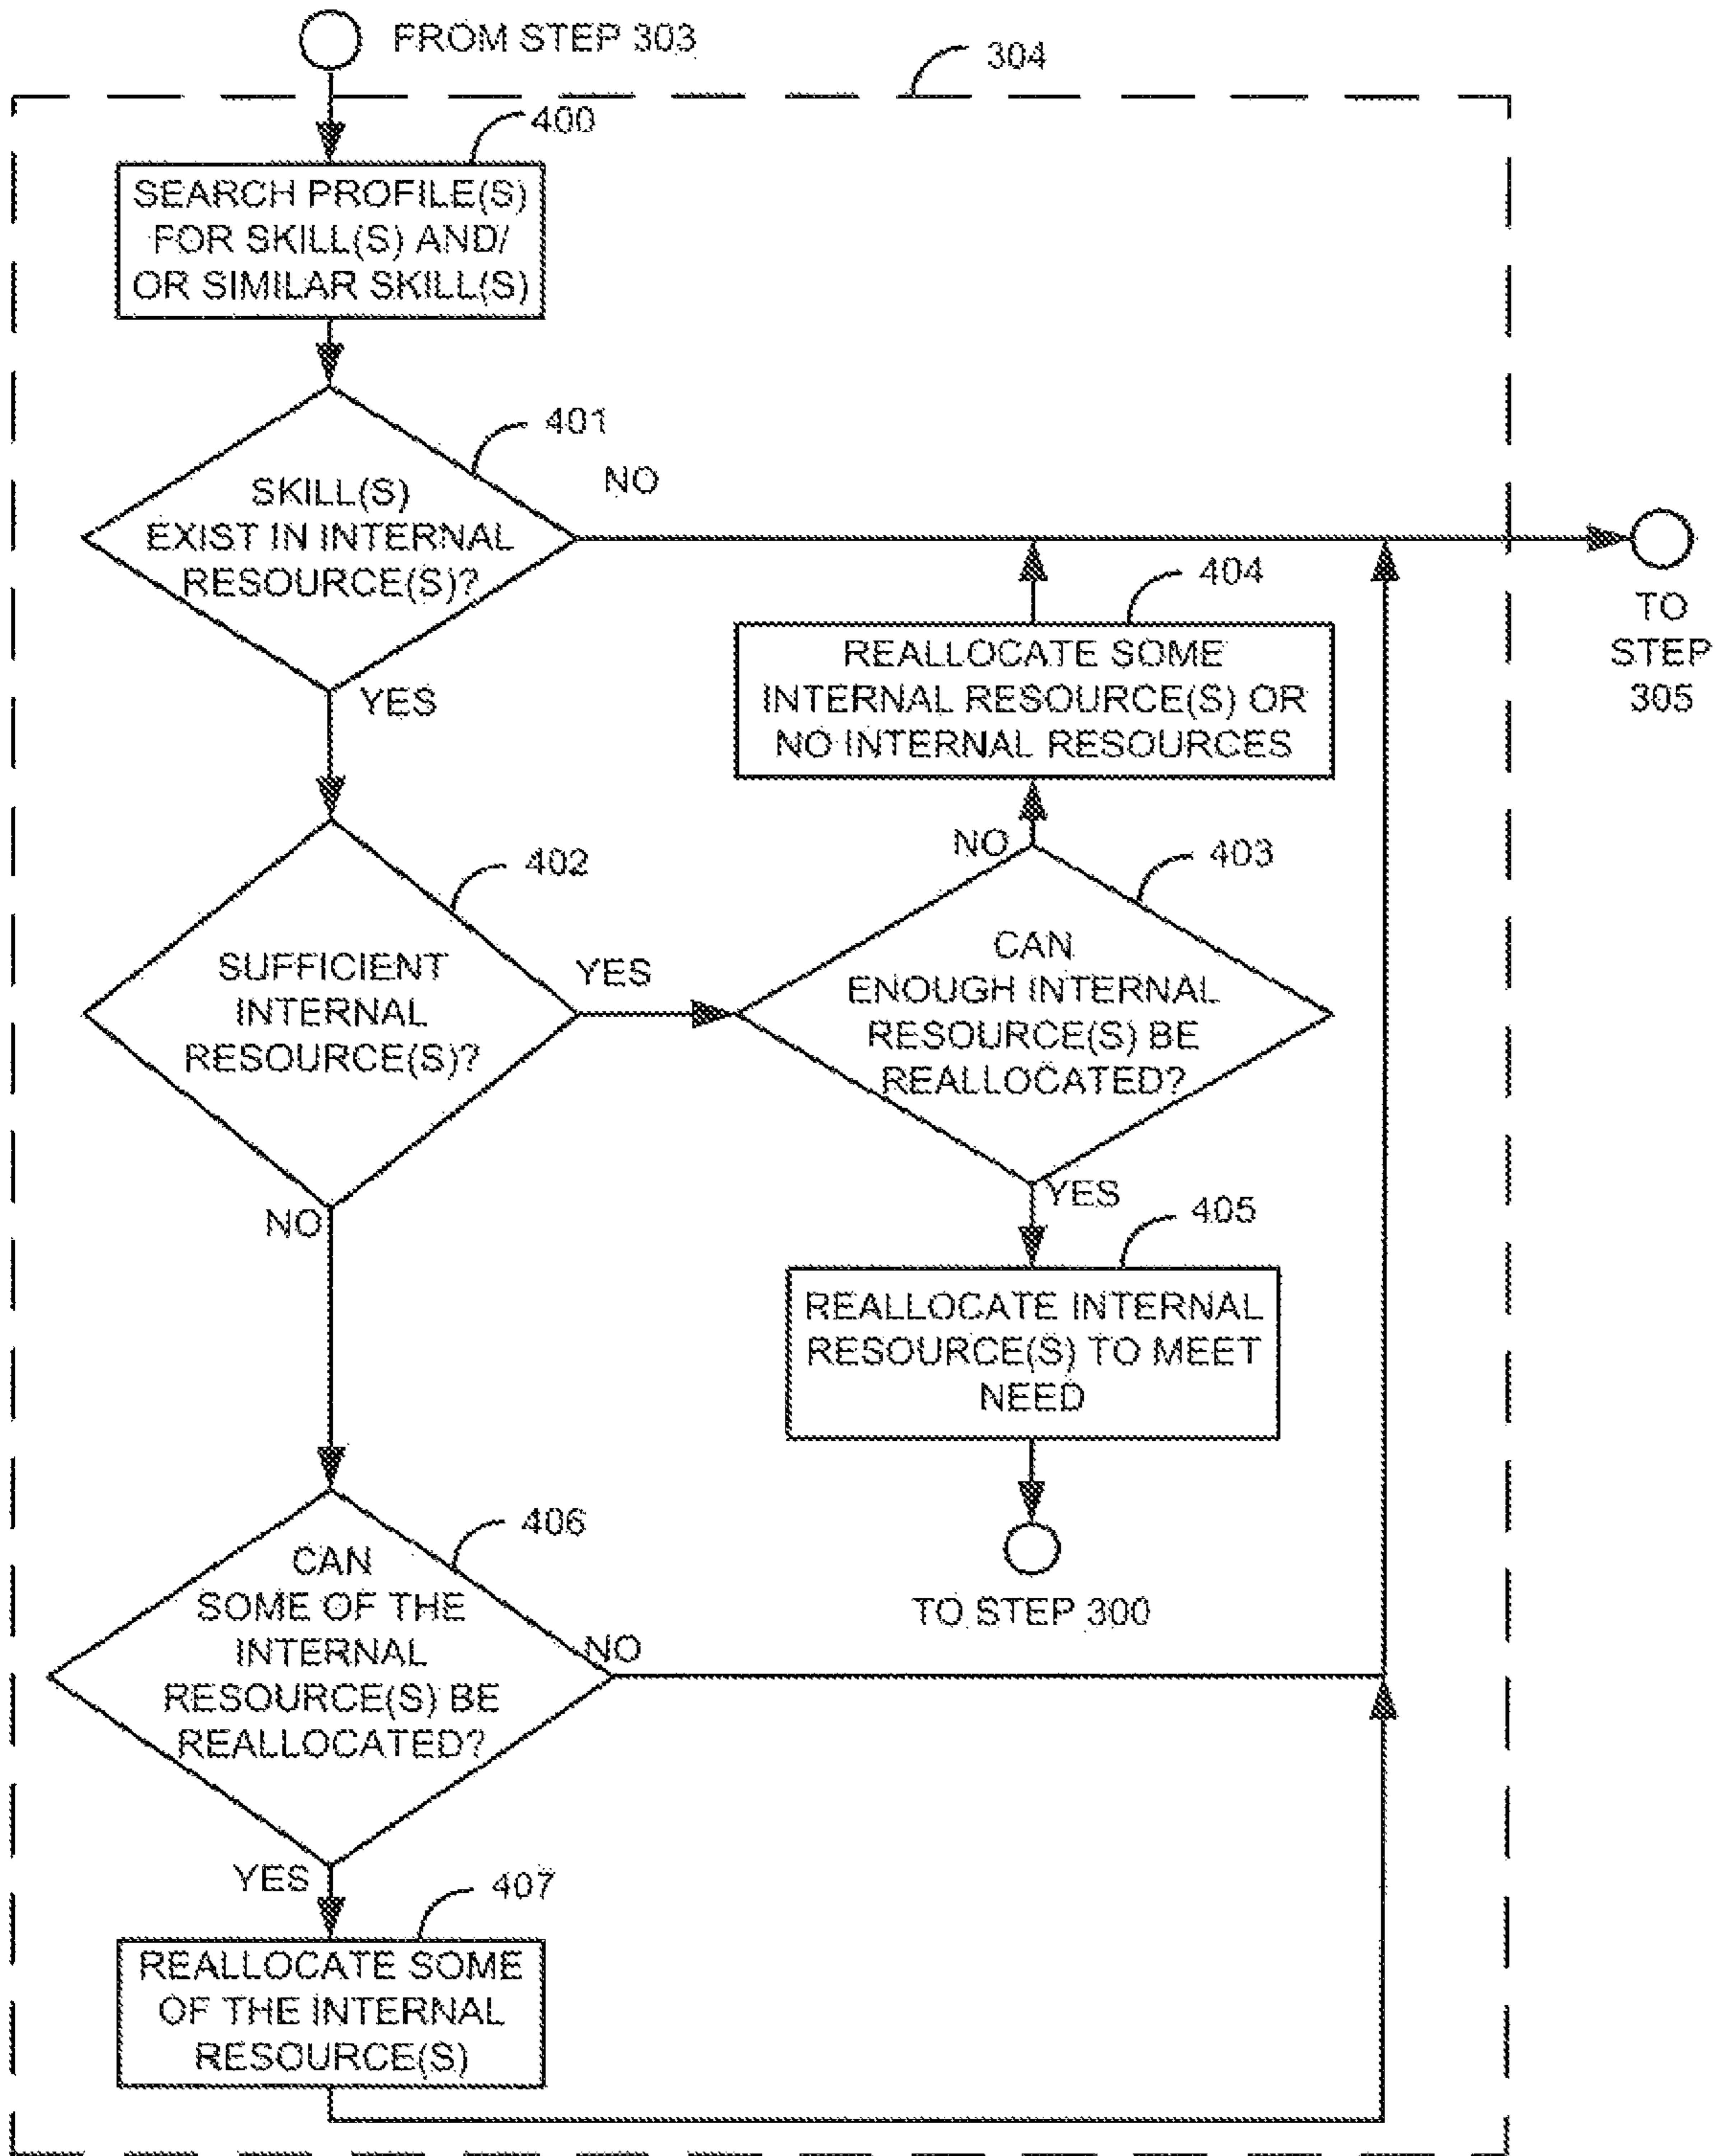 FROM STEP 303
304
400
SEARCH PROFILE(S)
FOR SKILL(S) AND/
OR SIMILAR SKILL(S)
401
NO
SKILL(S)
EXIST IN INTERNAL
RESOURCE(S)?
YES
404
REALLOCATE SOME
INTERNAL RESOURCE(S) OR
NO INTERNAL RESOURCES
TO
STEP
305
402
SUFFICIENT
INTERNAL
RESOURCE(S)?
YES
NO
NO
403
CAN
ENOUGH INTERNAL
RESOURCE(S) BE
REALLOCATED?
YES
405
REALLOCATE INTERNAL
RESOURCE(S) TO MEET
NEED
TO STEP 300
406
CAN
SOME OF THE
INTERNAL
RESOURCE(S) BE
REALLOCATED?
NO
YES
407
REALLOCATE SOME
OF THE INTERNAL
RESOURCE(S)